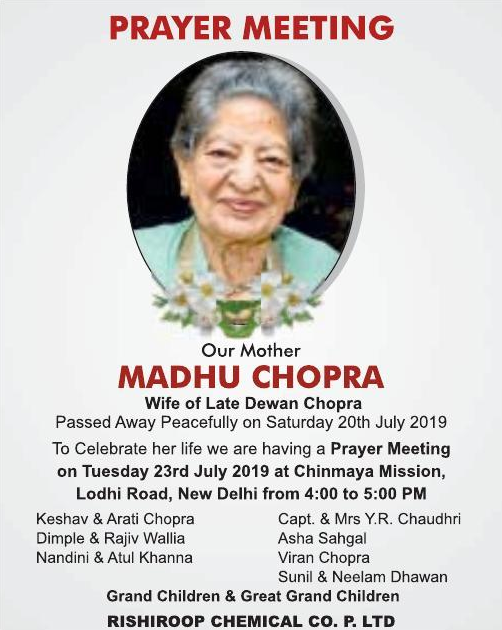 PRAYER MEETING
Our Mother
MADHU CHOPRA
Wife of Late Dewan Chopra
Passed Away Peacefully on Saturday 20th July 2019
To Celebrate her life we are having a Prayer Meeting
on Tuesday 23rd July 2019 at Chinmaya Mission,
Lodhi Road, New Delhi from 4:00 to 5:00 PM
Keshav & Arati Chopra
Dimple & Rajiv Wallia
Nandini & Atul Khanna
Capt. & Mrs Y.R. Chaudhri
Asha Sahgal
Viran Chopra
Sunil & Neelam Dhawan
Grand Children & Great Grand Children
RISHIROOP CHEMICAL CO. P. LTD